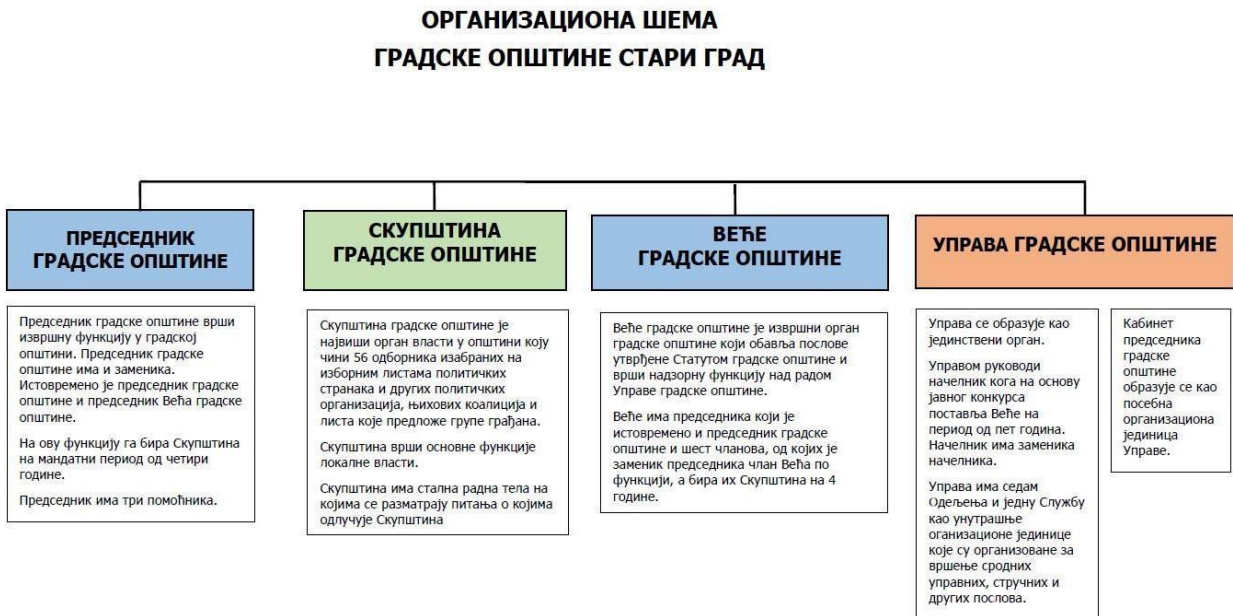 ОРГАНИЗАЦИОНА ШЕМА
ГРАДСКЕ ОПШТИНЕ СТАРИ ГРАД
ПРЕДСЕДНИК
ГРАДСКЕ ОПШТИНЕ
Председник градске општине врши
извршну функцију у градској
општини. Председник градске
општине има и заменика.
Истовремено је председник градске
општине и председник Већа градске
општине.
На ову функцију га бира Скупштина
на мандатни период од четири
године.
Председник има три помоћника.
СКУПШТИНА
ГРАДСКЕ ОПШТИНЕ
Скупштина градске општине је
највиши орган власти у општини коју
чини 56 одборника изабраних на
изборним листама политичких
странака и других политичких
организација, њихових коалиција и
листа које предложе групе грађана.
Скупштина врши основне функције
локалне власти.
Скупштина има стална радна тела на
којима се разматрају питања о којима
одлучује Скупштина
ВЕЋЕ
ГРАДСКЕ ОПШТИНЕ
Веће градске општине је извршни орган
градске општине који обавља послове
утврђене Статутом градске општине и
врши надзорну функцију над радом
Управе градске општине.
Веће има председника који је
истовремено и председник градске
општине и шест чланова, од којих је
заменик председника члан Већа по
функцији, а бира их Скупштина на 4
године.
УПРАВА ГРАДСКЕ ОПШТИНЕ
Управа се образује као
јединствени орган.
Управом руководи
начелник кога на основу
јавног конкурса
поставља Веће на
период од пет година.
Начелник има заменика
начелника.
Управа има седам
Одељења и једну Службу
као унутрашње
оганизационе јединице
које су организоване за
вршење сродних
управних, стручних и
других послова.
Кабинет
председника
градске
општине
образује се као
посебна
организациона
јединица
Управе.